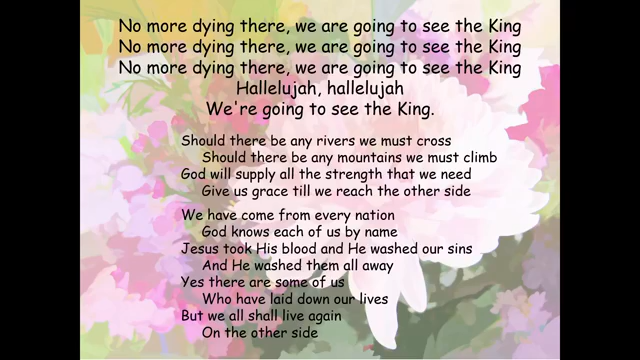 No more dying there, we are going to see the King
No more dying there, we are going to see the King
No more dying there, we are going to see the King
Hallelujah, hallelujah
We're going to see the King.
Should there be any rivers we must cross
Should there be any mountains we must climb
God will supply all the strength that we need
Give us grace till we reach the other side
We have come from every nation
God knows each of us by name
Jesus took His blood and He washed our sins
And He washed them all away
Yes there are some of us
Who have laid down our lives
But we all shall live again
On the other side